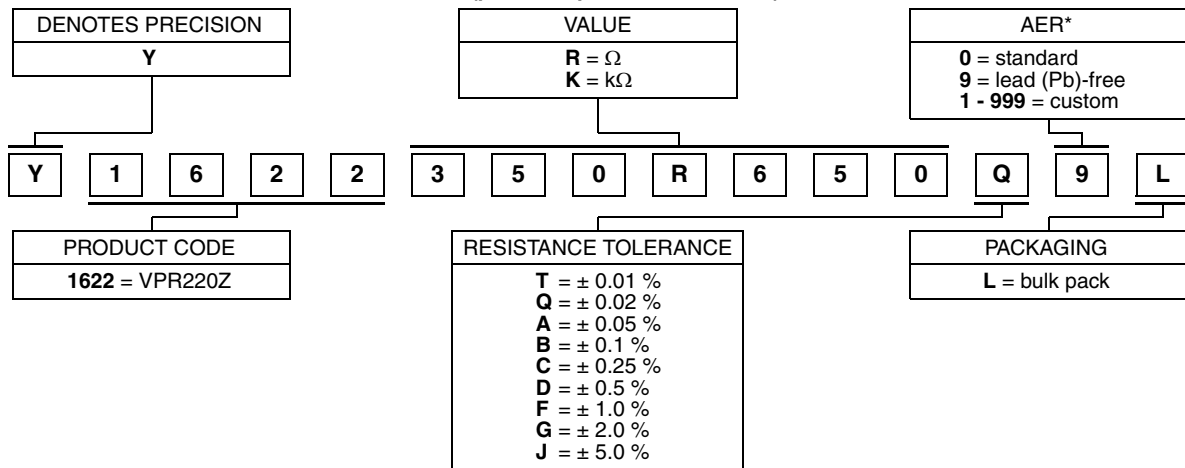 DENOTES PRECISION
Y
VALUE
R = Ω
K = kΩ
AER*
0 = standard
9 = lead (Pb)-free
1 - 999 = custom
Y 1 6 2 2 3 5 0 R 6 5 0 Q 9 L
PRODUCT CODE
1622 = VPR220Z
RESISTANCE TOLERANCE
T = ± 0.01 %
Q = ± 0.02 %
A = ± 0.05 %
B = ± 0.1 %
C = ± 0.25 %
D = ± 0.5 %
F = ± 1.0 %
G = ± 2.0 %
J = ± 5.0 %
PACKAGING
L = bulk pack